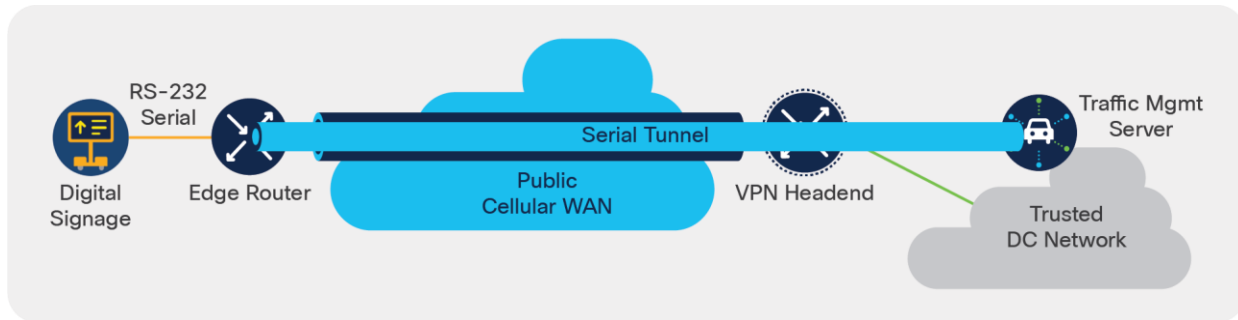 RS-232
Serial
Digital
Signage
Edge Router
Serial Tunnel
Public
Cellular WAN
VPN Headend
Traffic Mgmt
Server
Trusted
DC Network